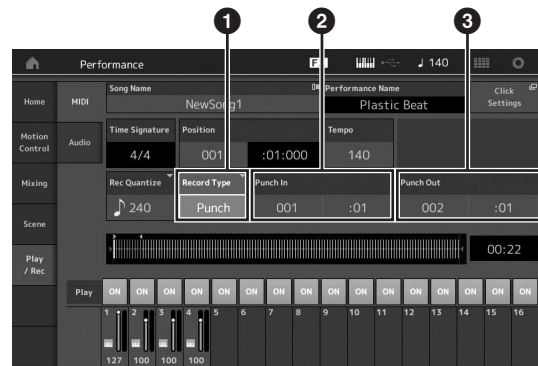 1 2 3
Performance 140
Song Name Performance Name Click
Home MIDI NewSong1 Plastic Beat Settings
Motion Control Audio Time Signature Position Tempo
4/4 001 :01:000 140
Mixing Rec Quantize Record Type Punch In Punch Out
240 Punch 001 :01 002 :01
Scene
Play / Rec 00:22
Play ON ON ON ON ON ON ON ON ON ON ON ON ON ON ON ON
1 2 3 4 5 6 7 8 9 10 11 12 13 14 15 16
127 100 100 100